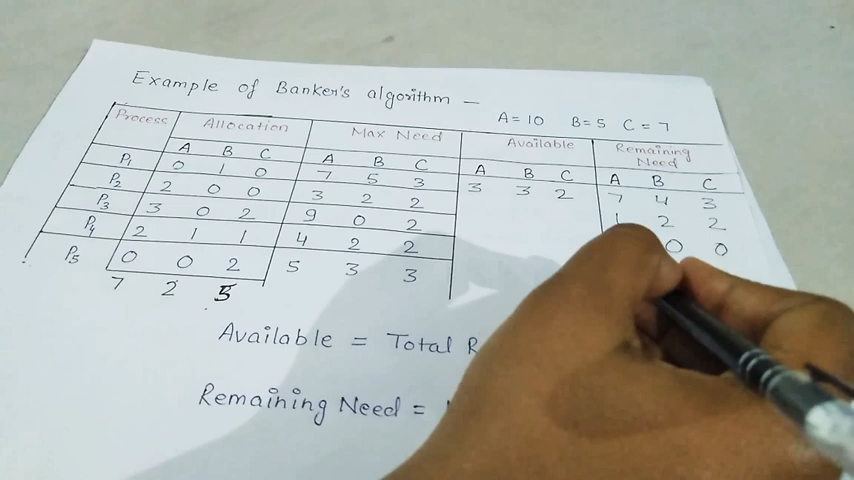 Example of Banker's algorithm —
A = 10 B = 5 C = 7
Process Allocation Max Need Available Remaining Need
A B C A B C A B C A B C
P1 0 1 0 7 5 3 3 3 2 7 4 3
P2 2 0 0 3 2 2 1 2 2
P3 3 0 2 9 0 2 0 0
P4 2 1 1 4 2 2
P5 0 0 2 5 3 3
7 2 5
Available = Total
Remaining Need =